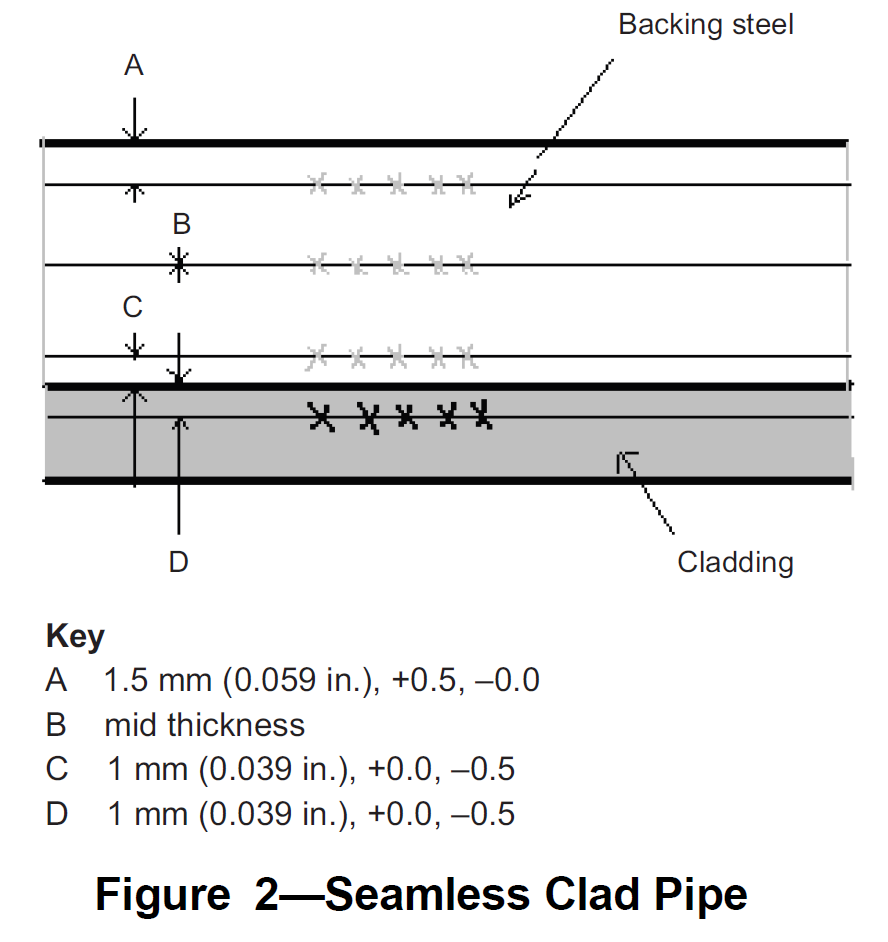 Backing steel
A
B
C
D
Cladding
Key
A 1.5 mm (0.059 in.), +0.5, –0.0
B mid thickness
C 1 mm (0.039 in.), +0.0, –0.5
D 1 mm (0.039 in.), +0.0, –0.5
Figure 2—Seamless Clad Pipe